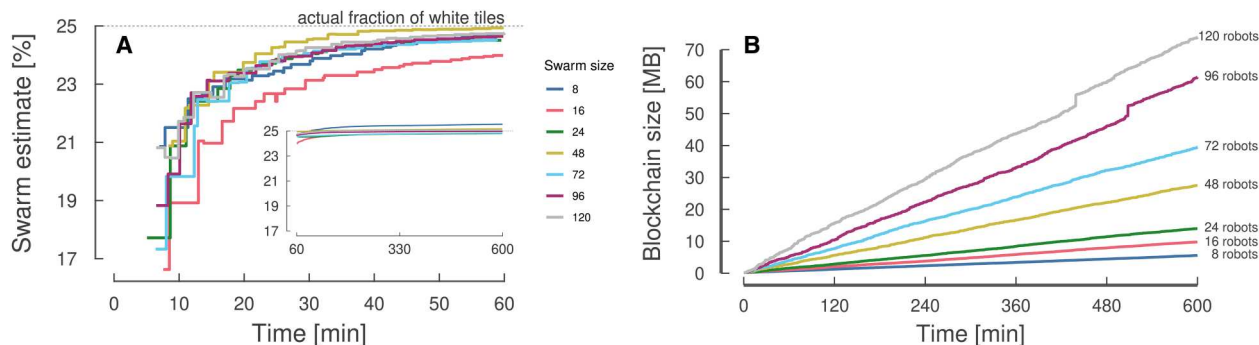 actual fraction of white tiles
A
Swarm estimate [%]
25
23
21
19
17
0 10 20 30 40 50 60
Time [min]
25
23
21
19
17
60 330 600
Swarm size
8
16
24
48
72
96
120
B
Blockchain size [MB]
70
60
50
40
30
20
10
0
0 120 240 360 480 600
Time [min]
120 robots
96 robots
72 robots
48 robots
24 robots
16 robots
8 robots